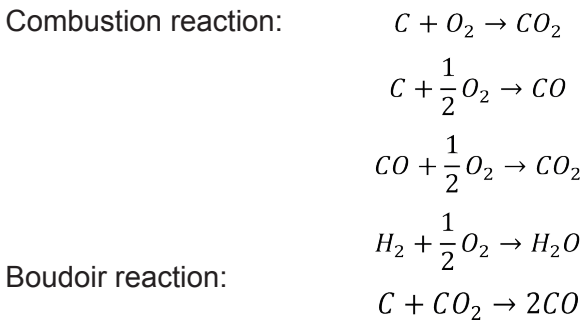 Combustion reaction: C + O₂ → CO₂
C + 1/2 O₂ → CO
CO + 1/2 O₂ → CO₂
H₂ + 1/2 O₂ → H₂O
Boudoir reaction:
C + CO₂ → 2CO